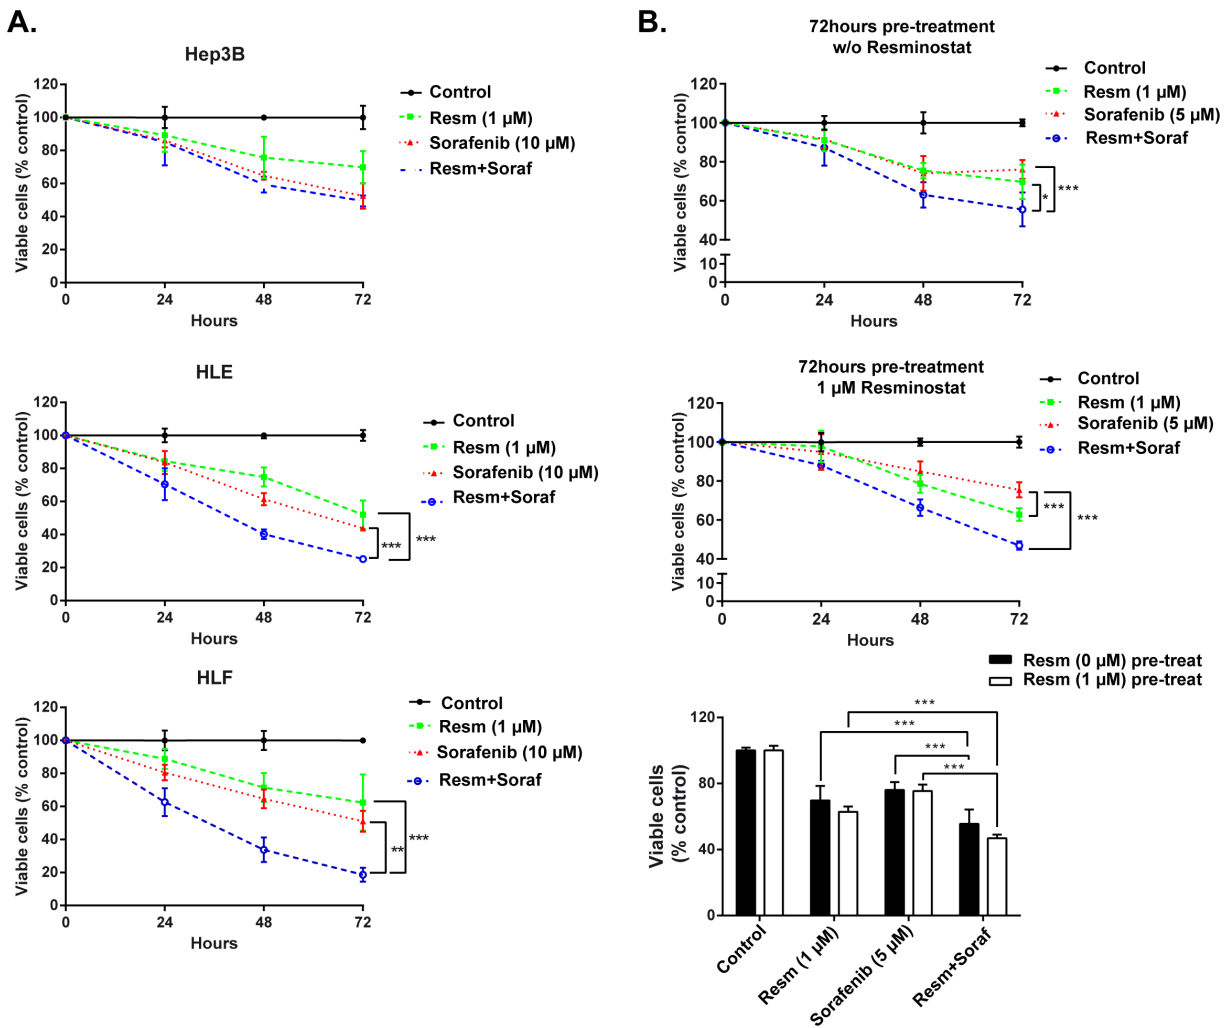 A.
Hep3B
Viable cells (% control)
120
100
80
60
40
20
0
0 24 48 72
Hours
Control
Resm (1 µM)
Sorafenib (10 µM)
Resm+Soraf
HLE
Viable cells (% control)
120
100
80
60
40
20
0
0 24 48 72
Hours
Control
Resm (1 µM)
Sorafenib (10 µM)
Resm+Soraf
***
***
HLF
Viable cells (% control)
120
100
80
60
40
20
0
0 24 48 72
Hours
Control
Resm (1 µM)
Sorafenib (10 µM)
Resm+Soraf
**
***
B.
72hours pre-treatment
w/o Resminostat
Viable cells (% control)
120
100
80
60
40
10
0
0 24 48 72
Hours
Control
Resm (1 µM)
Sorafenib (5 µM)
Resm+Soraf
*
***
72hours pre-treatment
1 µM Resminostat
Viable cells (% control)
120
100
80
60
40
10
0
0 24 48 72
Hours
Control
Resm (1 µM)
Sorafenib (5 µM)
Resm+Soraf
***
***
Resm (0 µM) pre-treat
Resm (1 µM) pre-treat
Viable cells
(% control)
120
80
40
0
***
***
***
***
Control
Resm (1 µM)
Sorafenib (5 µM)
Resm+Soraf